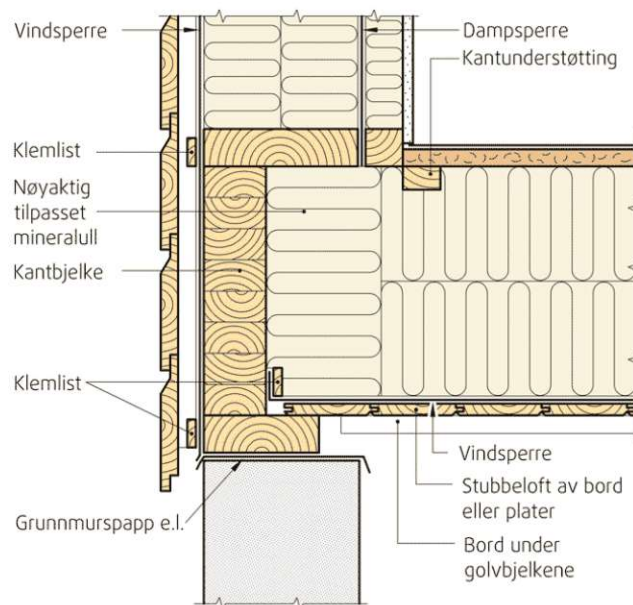 Vindsperre
Dampsperre
Kantunderstøtting
Klemlist
Nøyaktig
tilpasset
mineralull
Kantbjelke
Klemlist
Vindsperre
Stubbeloft av bord
eller plater
Grunnmurspapp e.l.
Bord under
golvbjelkene